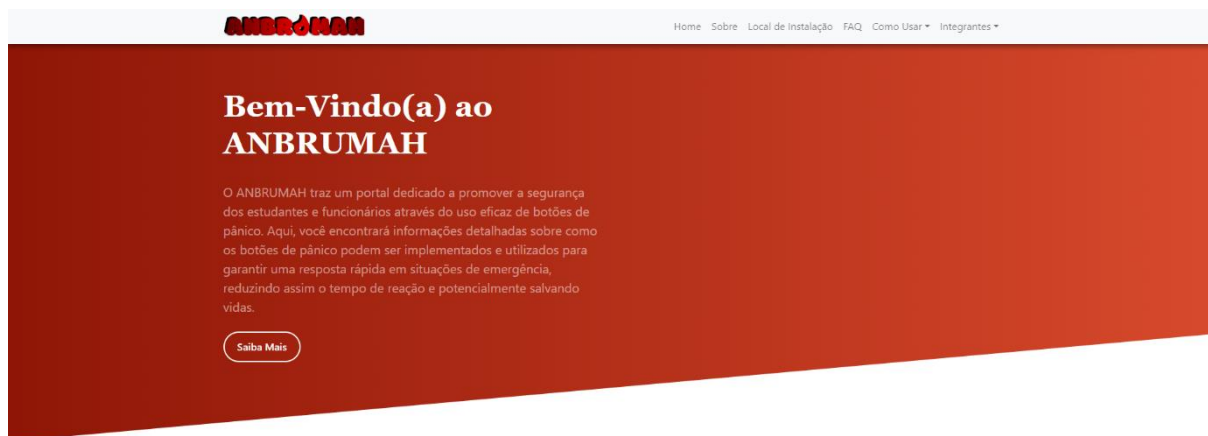 ANBRUMAH
Home Sobre Local de Instalação FAQ Como Usar Integrantes
Bem-Vindo(a) ao
ANBRUMAH
O ANBRUMAH traz um portal dedicado a promover a segurança
dos estudantes e funcionários através do uso eficaz de botões de
pânico. Aqui, você encontrará informações detalhadas sobre como
os botões de pânico podem ser implementados e utilizados para
garantir uma resposta rápida em situações de emergência,
reduzindo assim o tempo de reação e potencialmente salvando
vidas.
Saiba Mais